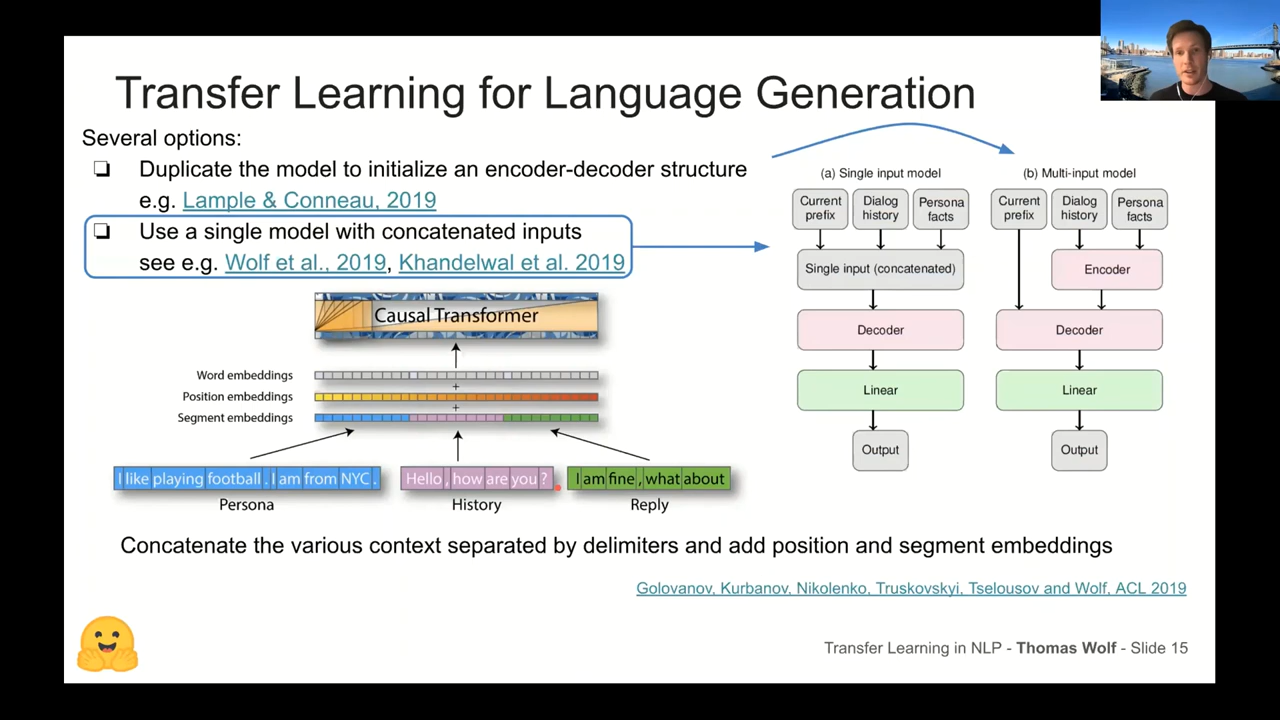 Transfer Learning for Language Generation
Several options:
❏ Duplicate the model to initialize an encoder-decoder structure
e.g. Lample & Conneau, 2019
❏ Use a single model with concatenated inputs
see e.g. Wolf et al., 2019, Khandelwal et al. 2019
Causal Transformer
Word embeddings
+
Position embeddings
+
Segment embeddings
I like playing football . I am from NYC .
Hello , how are you ?
I am fine , what about
Persona
History
Reply
(a) Single input model
Current prefix
Dialog history
Persona facts
Single input (concatenated)
Decoder
Linear
Output
(b) Multi-input model
Current prefix
Dialog history
Persona facts
Encoder
Decoder
Linear
Output
Concatenate the various context separated by delimiters and add position and segment embeddings
Golovanov, Kurbanov, Nikolenko, Truskovskyi, Tselousov and Wolf, ACL 2019
Transfer Learning in NLP - Thomas Wolf - Slide 15